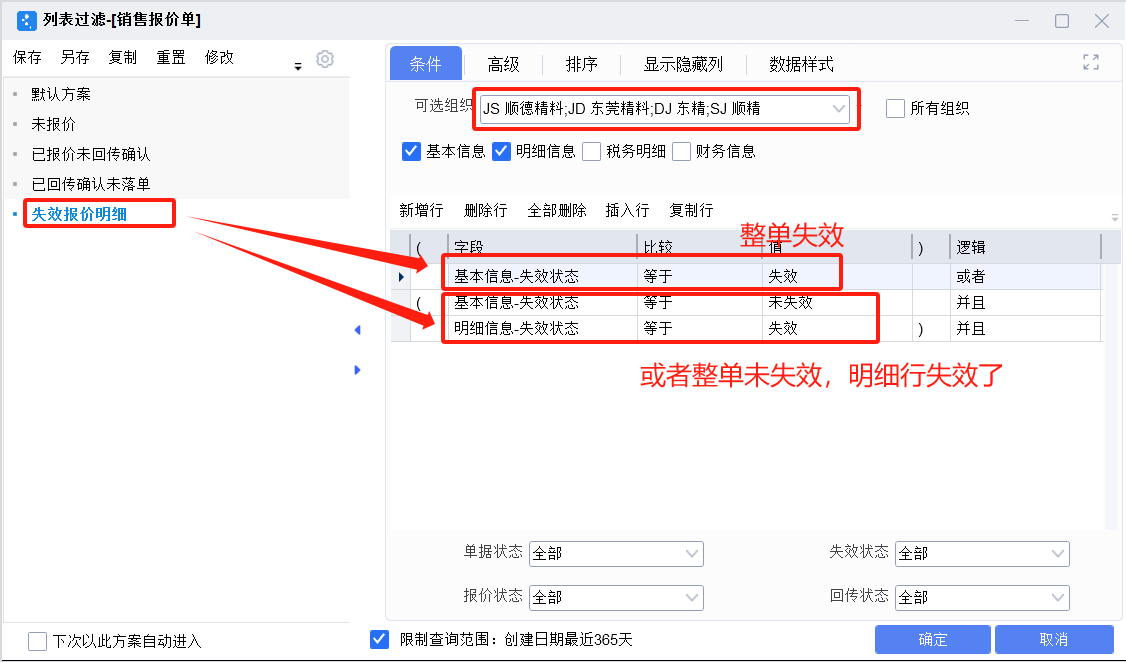 列表过滤-[销售报价单]
保存 另存 复制 重置 修改
默认方案
未报价
已报价未回传确认
已回传确认未落单
失效报价明细
下次以此方案自动进入
条件 高级 排序 显示隐藏列 数据样式
可选组织 JS 顺德精料;JD 东莞精料;DJ 东精;SJ 顺精 所有组织
基本信息 明细信息 税务明细 财务信息
新增行 删除行 全部删除 插入行 复制行
整单失效
( 字段 比较 值 ) 逻辑
基本信息-失效状态 等于 失效 或者
( 基本信息-失效状态 等于 未失效 并且
明细信息-失效状态 等于 失效 ) 并且
或者整单未失效，明细行失效了
单据状态 全部 失效状态 全部
报价状态 全部 回传状态 全部
限制查询范围：创建日期最近365天
确定 取消